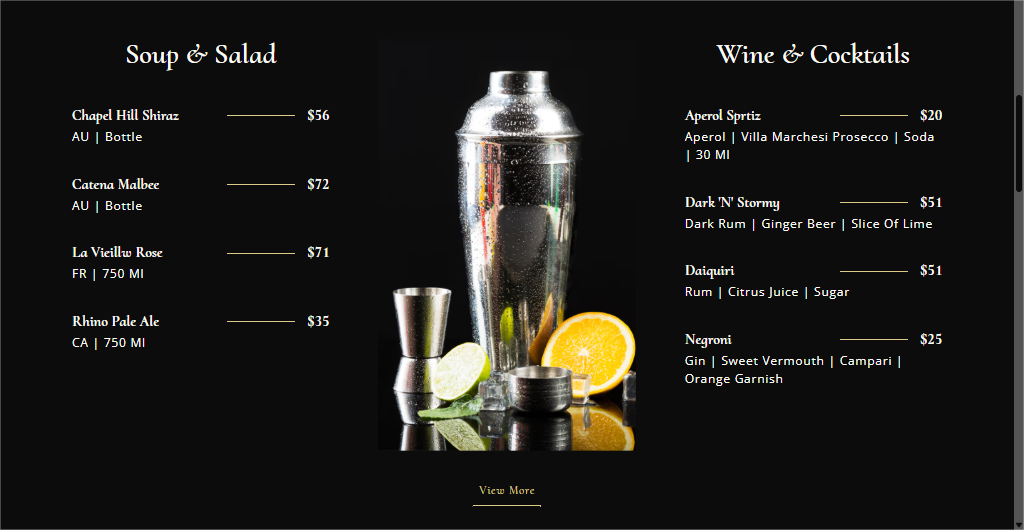 Soup & Salad
Chapel Hill Shiraz $56
AU | Bottle
Catena Malbee $72
AU | Bottle
La Vieillw Rose $71
FR | 750 MI
Rhino Pale Ale $35
CA | 750 MI
Wine & Cocktails
Aperol Sprtiz $20
Aperol | Villa Marchesi Prosecco | Soda
| 30 MI
Dark 'N' Stormy $51
Dark Rum | Ginger Beer | Slice Of Lime
Daiquiri $51
Rum | Citrus Juice | Sugar
Negroni $25
Gin | Sweet Vermouth | Campari |
Orange Garnish
View More